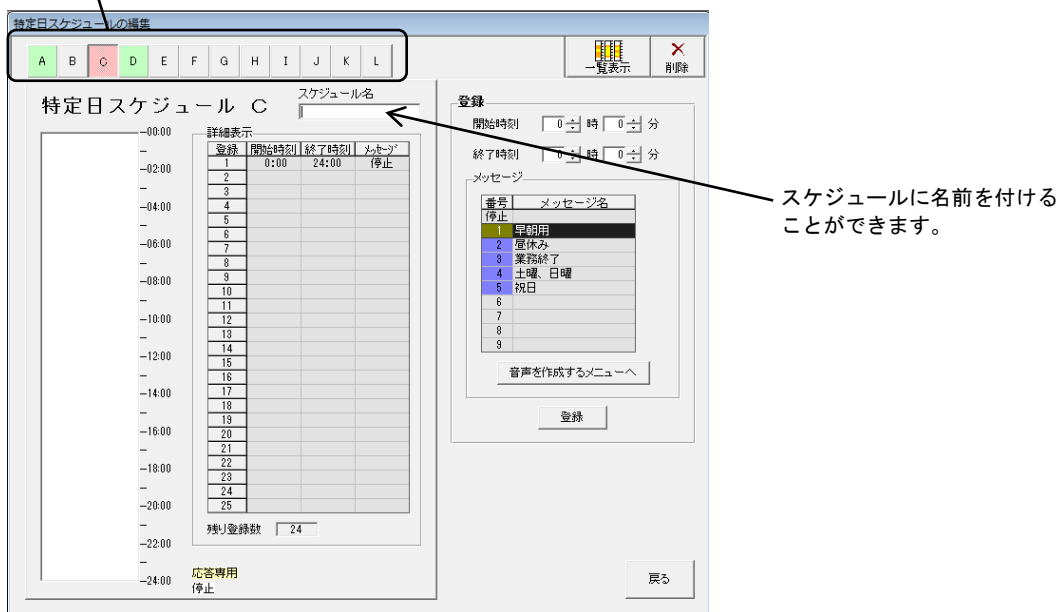 特定日スケジュールの編集
A B C D E F G H I J K L
一覧表示
削除
特定日スケジュール C
スケジュール名
詳細表示
登録 開始時刻 終了時刻 メッセージ
1 0:00 24:00 停止
2
3
4
5
6
7
8
9
10
11
12
13
14
15
16
17
18
19
20
21
22
23
24
25
残り登録数 24
00:00
02:00
04:00
06:00
08:00
10:00
12:00
14:00
16:00
18:00
20:00
22:00
24:00
応答専用
停止
登録
開始時刻 0 時 0 分
終了時刻 0 時 0 分
メッセージ
番号 メッセージ名
停止
1 早朝用
2 昼休み
3 業務終了
4 土曜、日曜
5 祝日
6
7
8
9
音声を作成するメニューへ
登録
戻る
スケジュールに名前を付ける
ことができます。